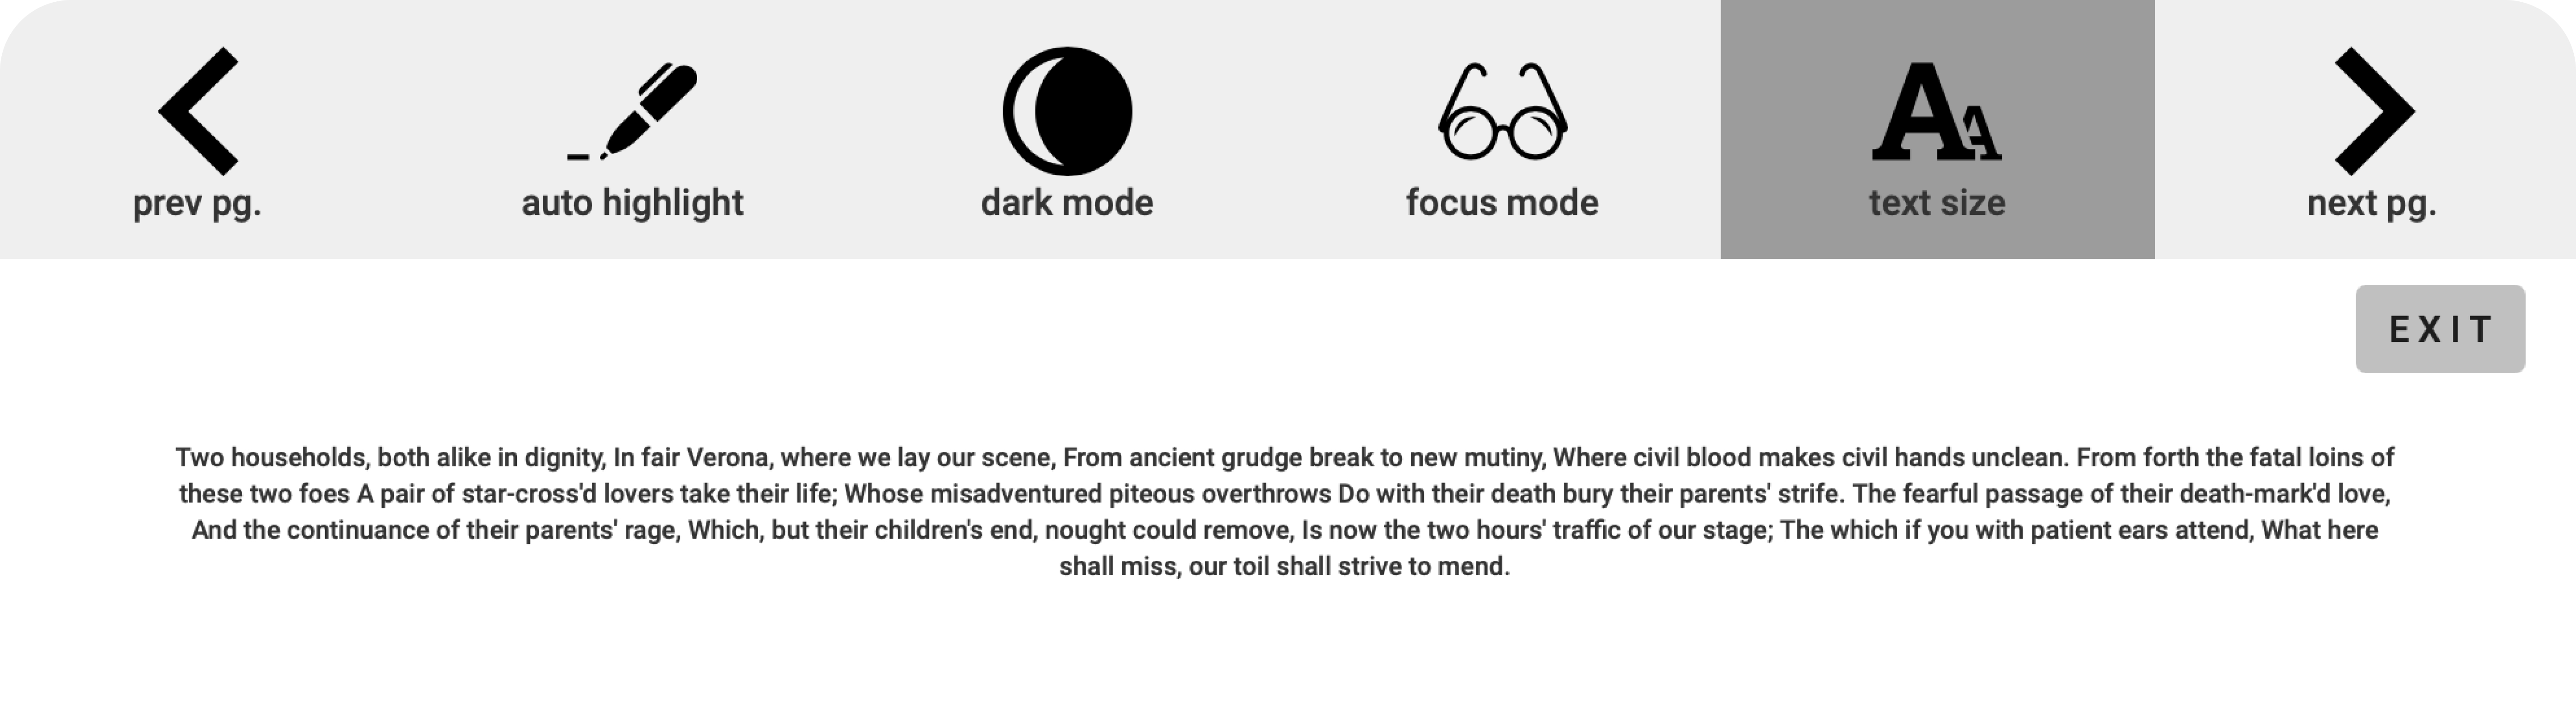 prev pg.
auto highlight
dark mode
focus mode
text size
next pg.
EXIT
Two households, both alike in dignity, In fair Verona, where we lay our scene, From ancient grudge break to new mutiny, Where civil blood makes civil hands unclean. From forth the fatal loins of
these two foes A pair of star-cross'd lovers take their life; Whose misadventured piteous overthrows Do with their death bury their parents' strife. The fearful passage of their death-mark'd love,
And the continuance of their parents' rage, Which, but their children's end, nought could remove, Is now the two hours' traffic of our stage; The which if you with patient ears attend, What here
shall miss, our toil shall strive to mend.